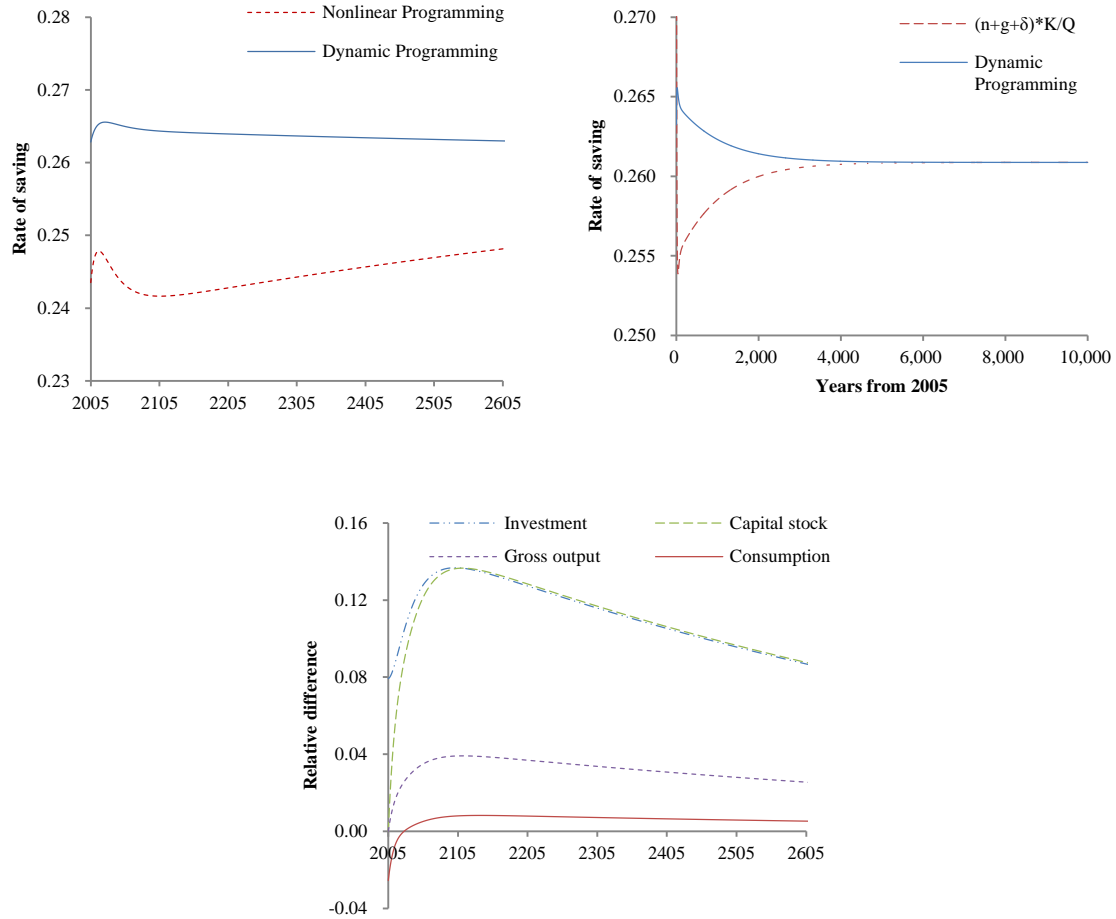 0.28
0.27
0.26
0.25
0.24
0.23
Rate of saving
Nonlinear Programming
Dynamic Programming
2005 2105 2205 2305 2405 2505 2605
0.270
0.265
0.260
0.255
0.250
Rate of saving
(n+g+δ)*K/Q
Dynamic
Programming
0 2,000 4,000 6,000 8,000 10,000
Years from 2005
0.16
0.12
0.08
0.04
0.00
-0.04
Relative difference
Investment
Capital stock
Gross output
Consumption
2005 2105 2205 2305 2405 2505 2605